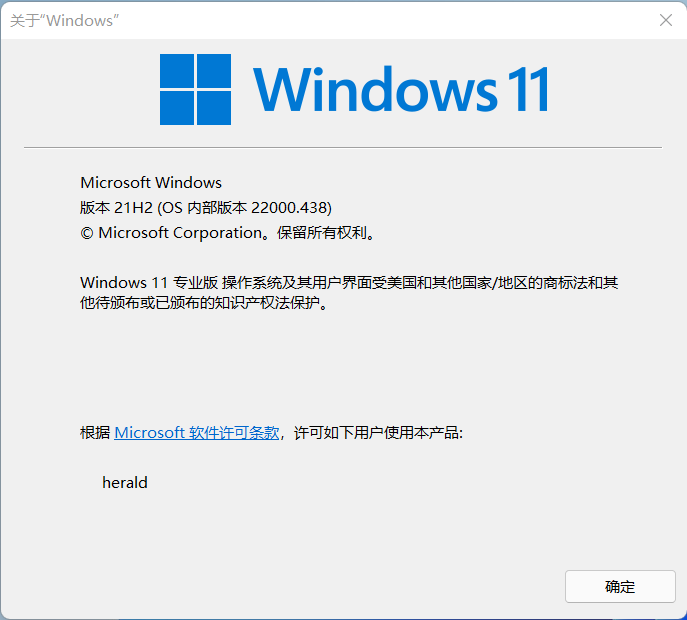 关于“Windows”
Windows 11
Microsoft Windows
版本 21H2 (OS 内部版本 22000.438)
© Microsoft Corporation。保留所有权利。
Windows 11 专业版 操作系统及其用户界面受美国和其他国家/地区的商标法和其
他待颁布或已颁布的知识产权法保护。
根据 Microsoft 软件许可条款，许可如下用户使用本产品:
herald
确定